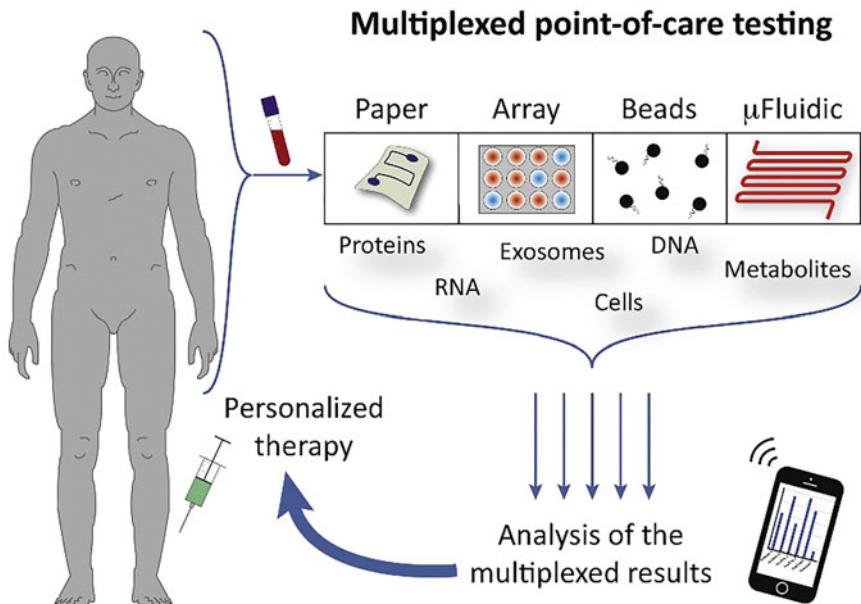 Multiplexed point-of-care testing
Paper
Array
Beads
μFluidic
Proteins
Exosomes
DNA
Metabolites
RNA
Cells
Personalized
therapy
Analysis of the
multiplexed results